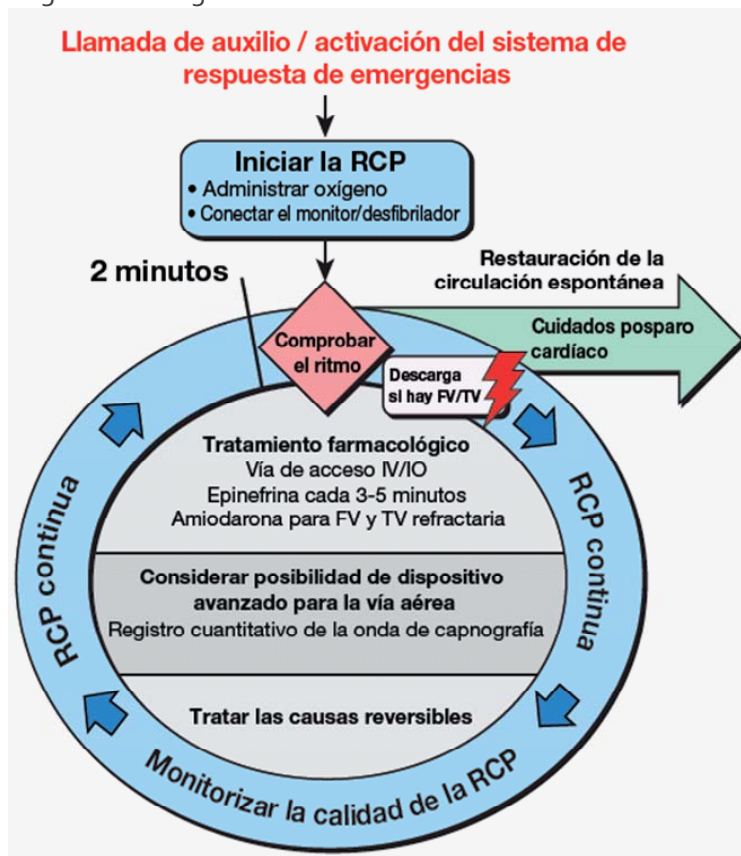 Llamada de auxilio / activación del sistema de
respuesta de emergencias
Iniciar la RCP
• Administrar oxígeno
• Conectar el monitor/desfibrilador
2 minutos
Restauración de la
circulación espontánea
Cuidados posparo
cardíaco
Comprobar
el ritmo
Descarga
si hay FV/TV
Tratamiento farmacológico
Vía de acceso IV/IO
Epinefrina cada 3-5 minutos
Amiodarona para FV y TV refractaria
Considerar posibilidad de dispositivo
avanzado para la vía aérea
Registro cuantitativo de la onda de capnografía
Tratar las causas reversibles
RCP continua
RCP continua
Monitorizar la calidad de la RCP